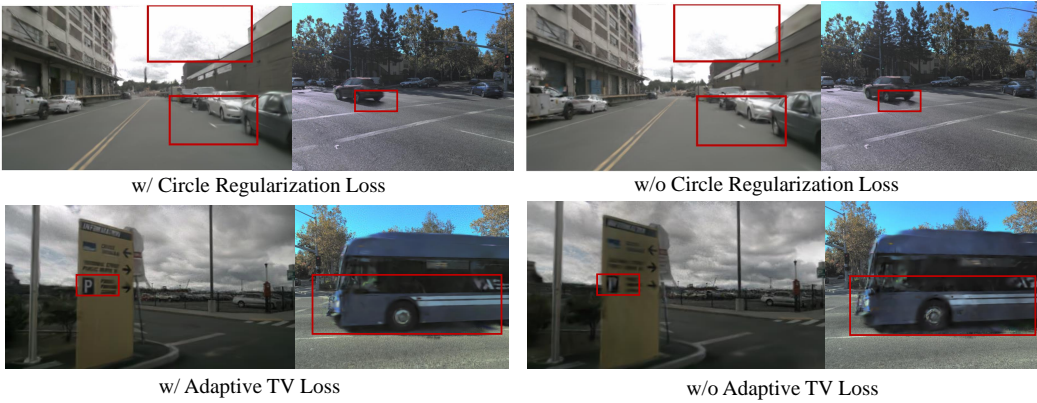 w/ Circle Regularization Loss
w/o Circle Regularization Loss
P
P
w/ Adaptive TV Loss
w/o Adaptive TV Loss